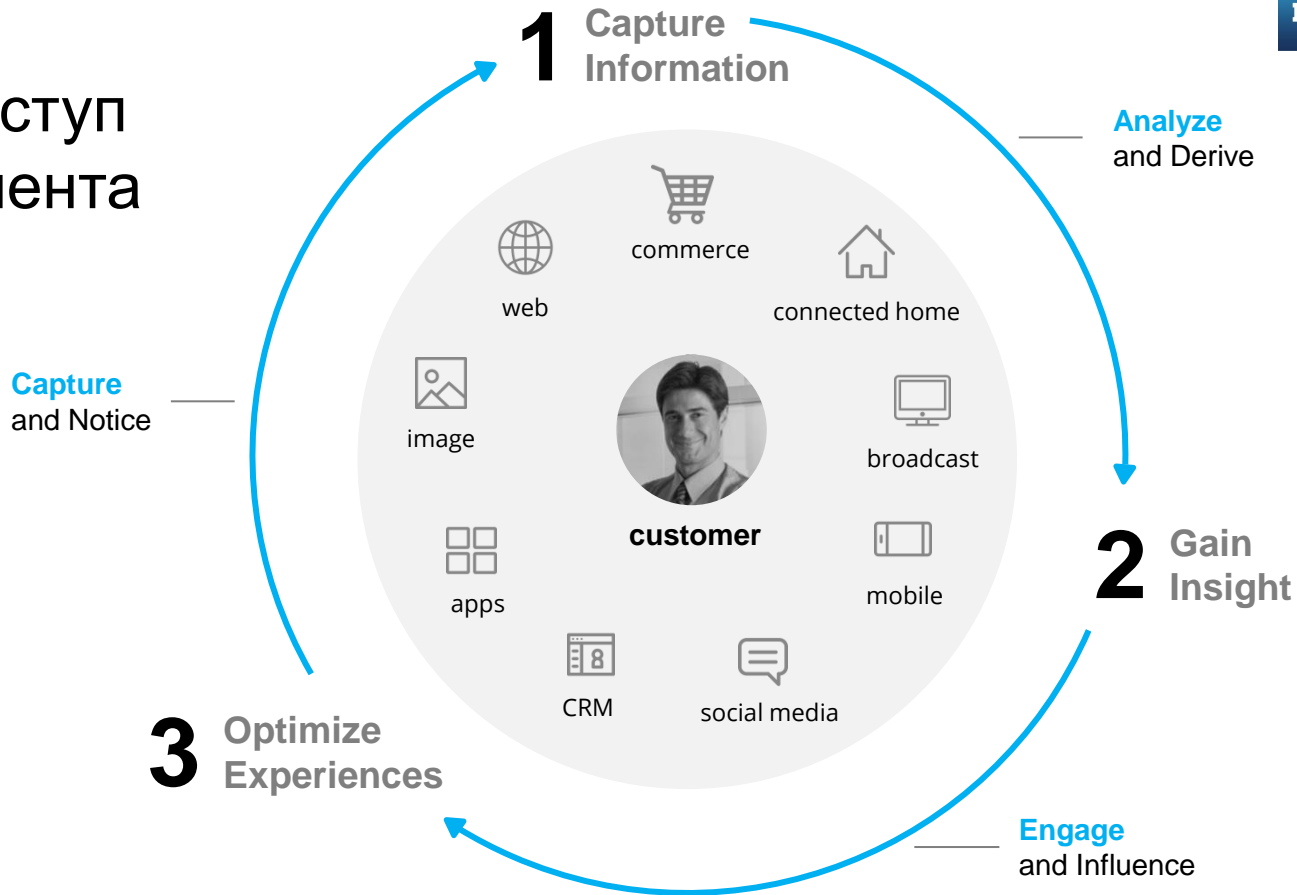 ступ
иента
1 Capture
Information
Analyze
and Derive
commerce
web
connected home
Capture
and Notice
image
broadcast
customer
2 Gain
Insight
apps
mobile
8
CRM
social media
3 Optimize
Experiences
Engage
and Influence